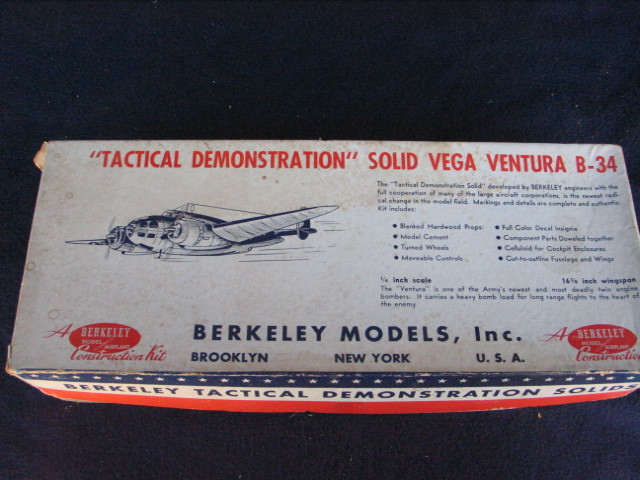 "TACTICAL DEMONSTRATION" SOLID VEGA VENTURA B-34
The "Tactical Demonstration Solid" developed by BERKELEY engineers with the
full cooperation of many of the large aircraft corporations, is the newest radi-
cal change in the model field. Markings and details are complete and authentic.
Kit includes:
• Blanked Hardwood Props:
• Model Cement
• Turned Wheels
• Moveable Controls
• Full Color Decal Insignia
• Component Parts Doweled together
• Celluloid for Cockpit Enclosures
• Cut-to-outline Fuselage and Wings
¼ inch scale
wingspan
The "Ventura" is one of the Army's newest and most deadly twin engine
bombers. It carries a heavy bomb load for long range flights to the heart of
the enemy.
A BERKELEY
MODEL AIRPLANE
Construction Kit
BERKELEY MODELS, Inc.
BROOKLYN NEW YORK U. S. A.
A BERKELEY
MODEL AIRPLANE
Construction
BERKELEY TACTICAL DEMONSTRATION SOLIDS